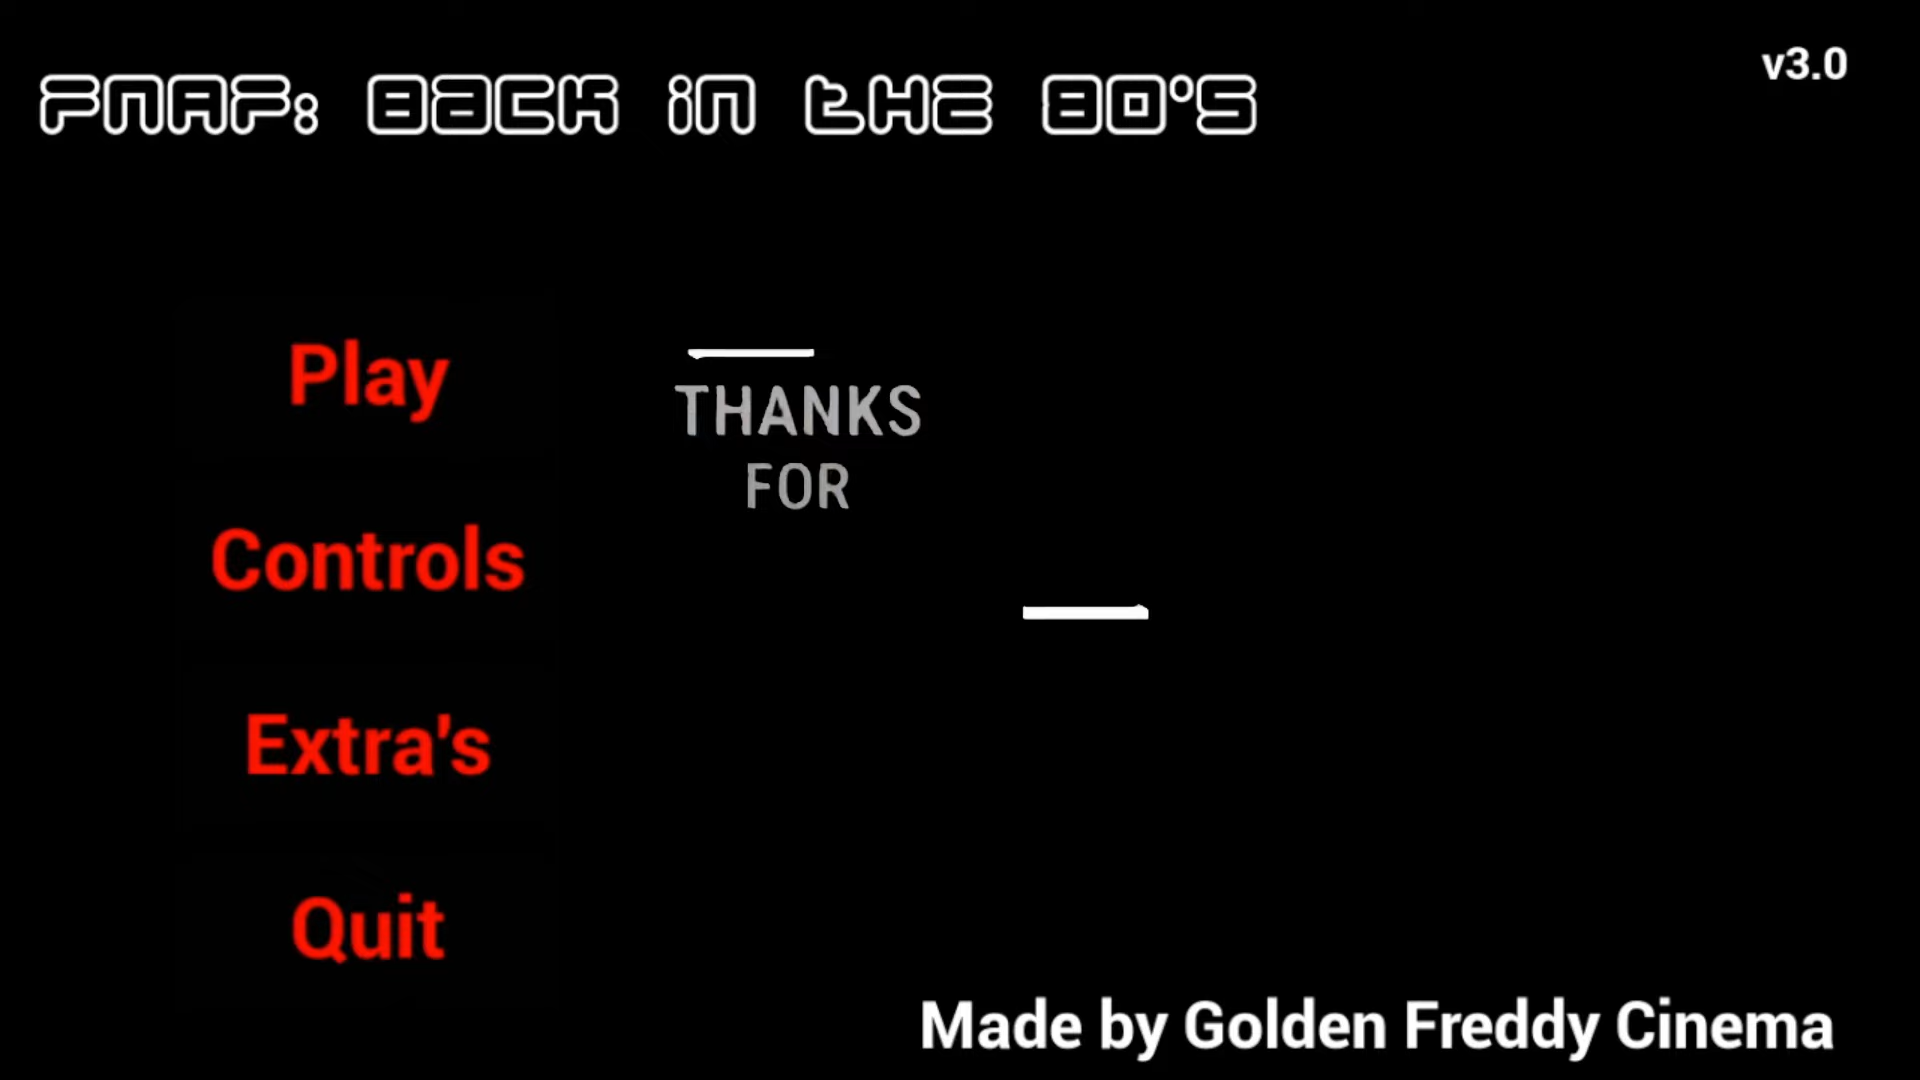 FNAF: BACK IN THE 80'S
v3.0
Play
THANKS
FOR
Controls
Extra's
Quit
Made by Golden Freddy Cinema